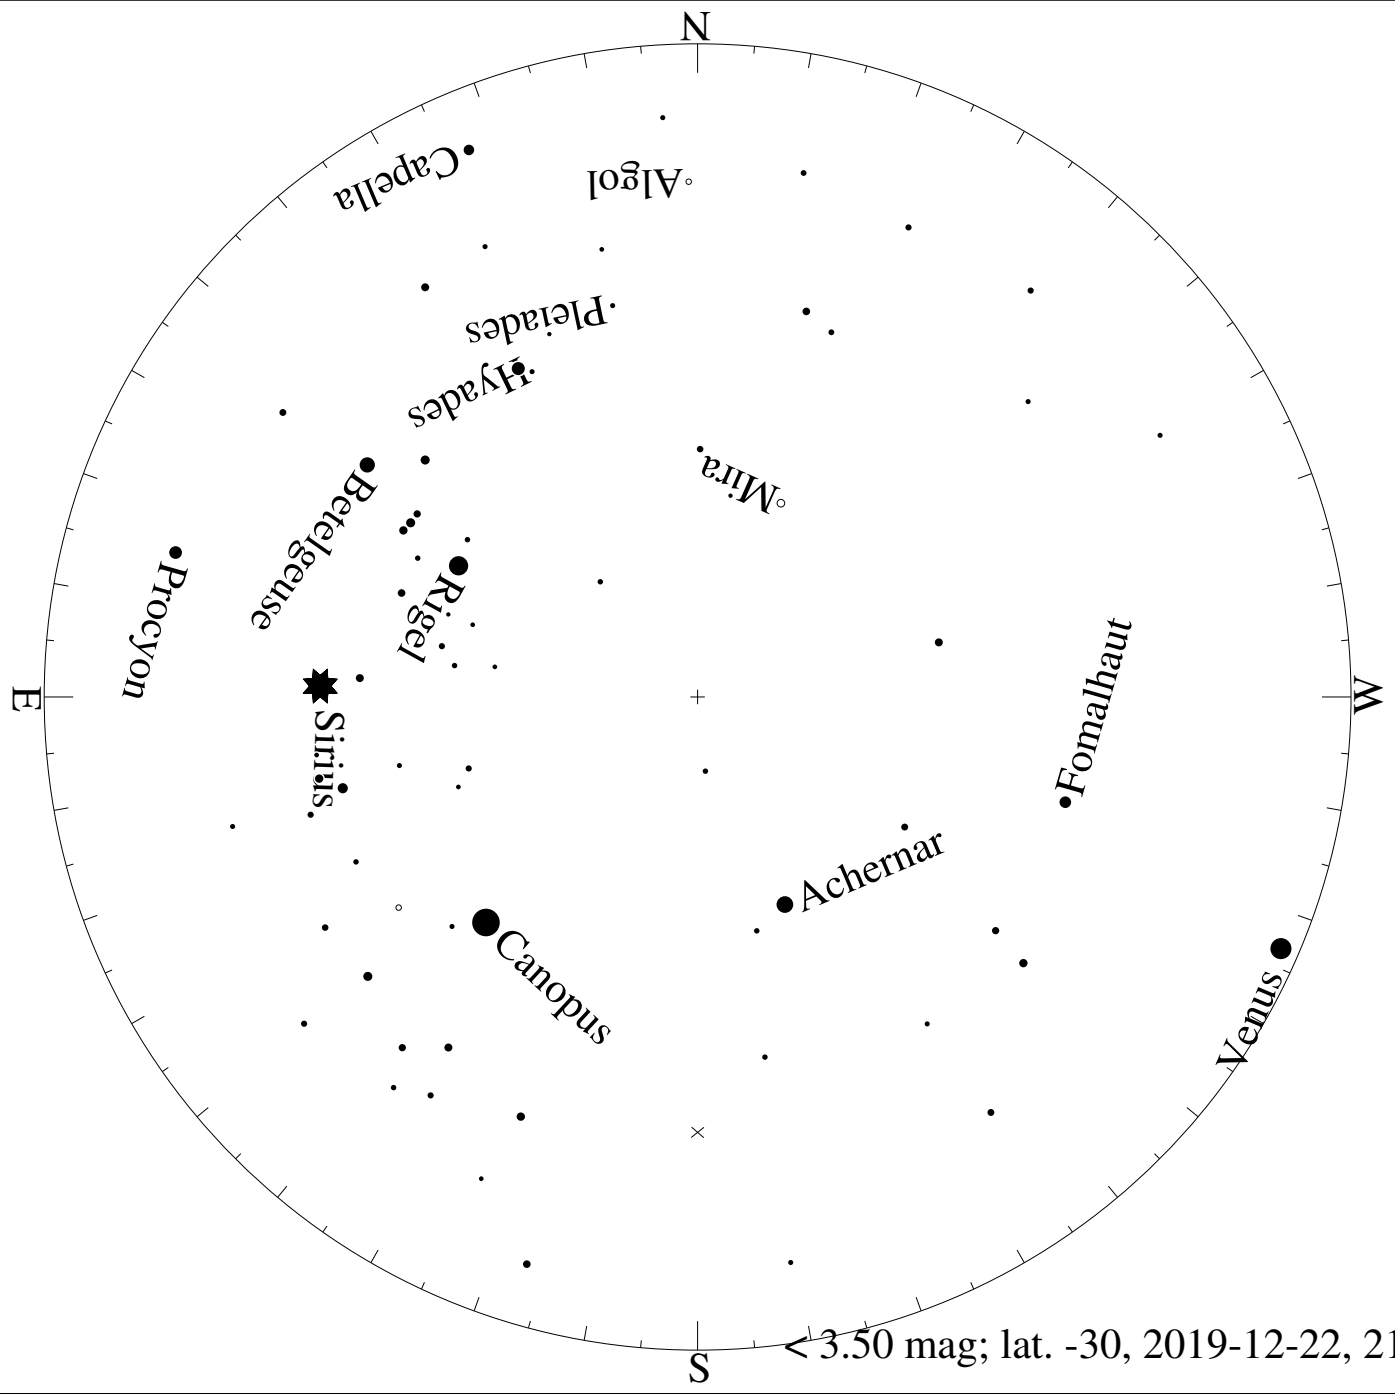 N
Capella
Algol
Pleiades
Hyades
Mira
Betelgeuse
Procyon
Rigel
Fomalhaut
E
W
Sirius
Achernar
Canopus
Venus
< 3.50 mag; lat. -30, 2019-12-22, 21
S